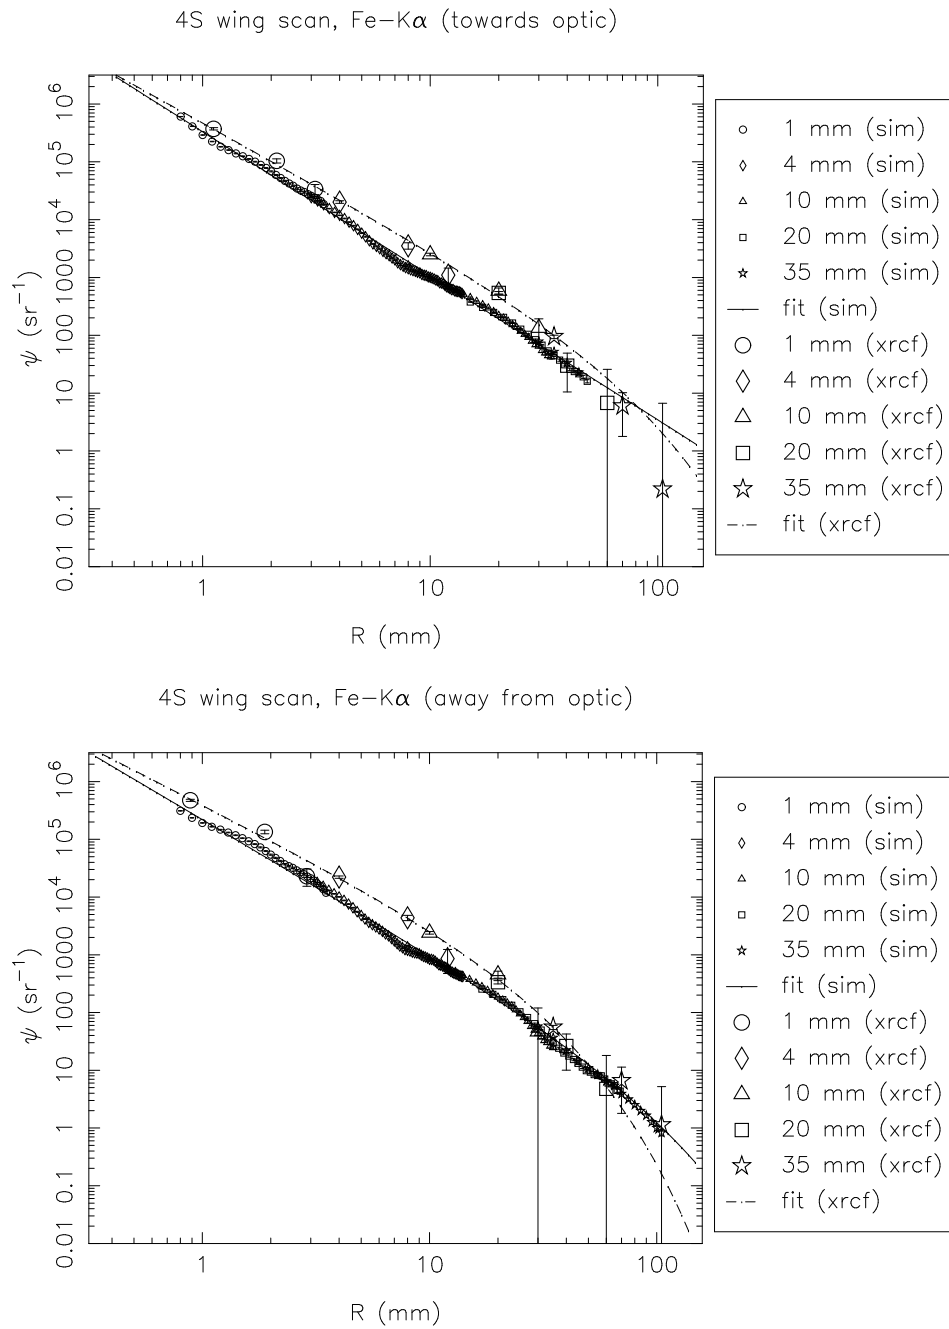 4S wing scan, Fe−Kα (towards optic)
10⁶
10⁵
10⁴
1000
100
10
1
0.1
0.01
ψ (sr⁻¹)
1
10
100
R (mm)
1 mm (sim)
4 mm (sim)
10 mm (sim)
20 mm (sim)
35 mm (sim)
fit (sim)
1 mm (xrcf)
4 mm (xrcf)
10 mm (xrcf)
20 mm (xrcf)
35 mm (xrcf)
fit (xrcf)
4S wing scan, Fe−Kα (away from optic)
10⁶
10⁵
10⁴
1000
100
10
1
0.1
0.01
ψ (sr⁻¹)
1
10
100
R (mm)
1 mm (sim)
4 mm (sim)
10 mm (sim)
20 mm (sim)
35 mm (sim)
fit (sim)
1 mm (xrcf)
4 mm (xrcf)
10 mm (xrcf)
20 mm (xrcf)
35 mm (xrcf)
fit (xrcf)